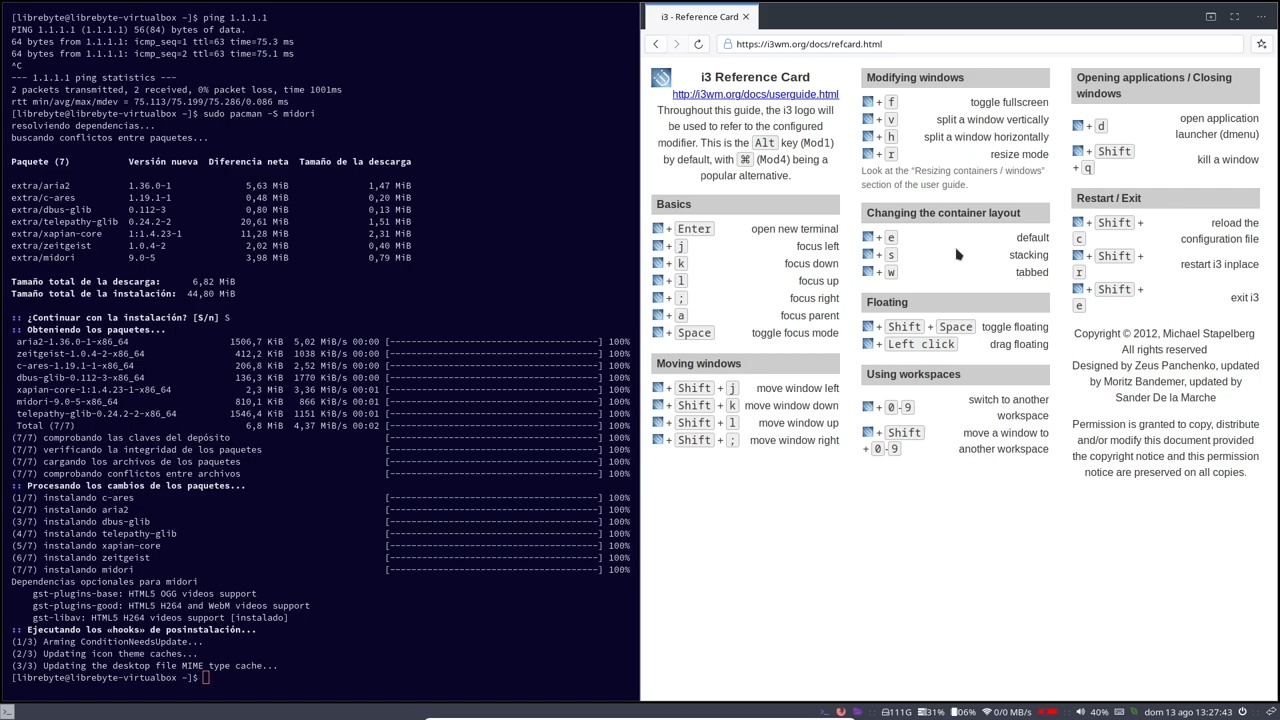 [librebyte@librebyte-virtualbox ~]$ ping 1.1.1.1
PING 1.1.1.1 (1.1.1.1) 56(84) bytes of data.
64 bytes from 1.1.1.1: icmp_seq=1 ttl=63 time=75.3 ms
64 bytes from 1.1.1.1: icmp_seq=2 ttl=63 time=75.1 ms
^C
--- 1.1.1.1 ping statistics ---
2 packets transmitted, 2 received, 0% packet loss, time 1001ms
rtt min/avg/max/mdev = 75.113/75.199/75.286/0.086 ms
[librebyte@librebyte-virtualbox ~]$ sudo pacman -S midori
resolviendo dependencias...
buscando conflictos entre paquetes...
Paquete (7) Versión nueva Diferencia neta Tamaño de la descarga
extra/aria2 1.36.0-1 5,63 MiB 1,47 MiB
extra/c-ares 1.19.1-1 0,48 MiB 0,20 MiB
extra/dbus-glib 0.112-3 0,80 MiB 0,13 MiB
extra/telepathy-glib 0.24.2-2 20,61 MiB 1,51 MiB
extra/xapian-core 1:1.4.23-1 11,28 MiB 2,31 MiB
extra/zeitgeist 1.0.4-2 2,02 MiB 0,40 MiB
extra/midori 9.0-5 3,98 MiB 0,79 MiB
Tamaño total de la descarga: 6,82 MiB
Tamaño total de la instalación: 44,80 MiB
:: ¿Continuar con la instalación? [S/n] S
:: Obteniendo los paquetes...
aria2-1.36.0-1-x86_64 1506,7 KiB 5,02 MiB/s 00:00 [----------------------------------------] 100%
zeitgeist-1.0.4-2-x86_64 412,2 KiB 1038 KiB/s 00:00 [----------------------------------------] 100%
c-ares-1.19.1-1-x86_64 206,8 KiB 2,52 MiB/s 00:00 [----------------------------------------] 100%
dbus-glib-0.112-3-x86_64 136,3 KiB 1770 KiB/s 00:00 [----------------------------------------] 100%
xapian-core-1:1.4.23-1-x86_64 2,3 MiB 3,36 MiB/s 00:01 [----------------------------------------] 100%
midori-9.0-5-x86_64 810,1 KiB 866 KiB/s 00:01 [----------------------------------------] 100%
telepathy-glib-0.24.2-2-x86_64 1546,4 KiB 1151 KiB/s 00:01 [----------------------------------------] 100%
Total (7/7) 6,8 MiB 4,37 MiB/s 00:02 [----------------------------------------] 100%
(7/7) comprobando las claves del depósito [----------------------------------------] 100%
(7/7) verificando la integridad de los paquetes [----------------------------------------] 100%
(7/7) cargando los archivos de los paquetes [----------------------------------------] 100%
(7/7) comprobando conflictos entre archivos [----------------------------------------] 100%
:: Procesando los cambios de los paquetes...
(1/7) instalando c-ares [----------------------------------------] 100%
(2/7) instalando aria2 [----------------------------------------] 100%
(3/7) instalando dbus-glib [----------------------------------------] 100%
(4/7) instalando telepathy-glib [----------------------------------------] 100%
(5/7) instalando xapian-core [----------------------------------------] 100%
(6/7) instalando zeitgeist [----------------------------------------] 100%
(7/7) instalando midori [----------------------------------------] 100%
Dependencias opcionales para midori
gst-plugins-base: HTML5 OGG videos support
gst-plugins-good: HTML5 H264 and WebM videos support
gst-libav: HTML5 H264 videos support [instalado]
:: Ejecutando los «hooks» de posinstalación...
(1/3) Arming ConditionNeedsUpdate...
(2/3) Updating icon theme caches...
(3/3) Updating the desktop file MIME type cache...
[librebyte@librebyte-virtualbox ~]$
i3 - Reference Card
https://i3wm.org/docs/refcard.html
i3 Reference Card
http://i3wm.org/docs/userguide.html
Throughout this guide, the i3 logo will
be used to refer to the configured
modifier. This is the Alt key (Mod1)
by default, with ⌘ (Mod4) being a
popular alternative.
Basics
+ Enter open new terminal
+ j focus left
+ k focus down
+ l focus up
+ ; focus right
+ a focus parent
+ Space toggle focus mode
Moving windows
+ Shift + j move window left
+ Shift + k move window down
+ Shift + l move window up
+ Shift + ; move window right
Modifying windows
+ f toggle fullscreen
+ v split a window vertically
+ h split a window horizontally
+ r resize mode
Look at the “Resizing containers / windows”
section of the user guide.
Changing the container layout
+ e default
+ s stacking
+ w tabbed
Floating
+ Shift + Space toggle floating
+ Left click drag floating
Using workspaces
+ 0-9 switch to another
workspace
+ Shift move a window to
+ 0-9 another workspace
Opening applications / Closing
windows
+ d open application
launcher (dmenu)
+ Shift
+ q kill a window
Restart / Exit
+ Shift + reload the
c configuration file
+ Shift +
r restart i3 inplace
+ Shift +
e exit i3
Copyright © 2012, Michael Stapelberg
All rights reserved
Designed by Zeus Panchenko, updated
by Moritz Bandemer, updated by
Sander De la Marche
Permission is granted to copy, distribute
and/or modify this document provided
the copyright notice and this permission
notice are preserved on all copies.
111G 31% 06% 0/0 MB/s 40% dom 13 ago 13:27:43